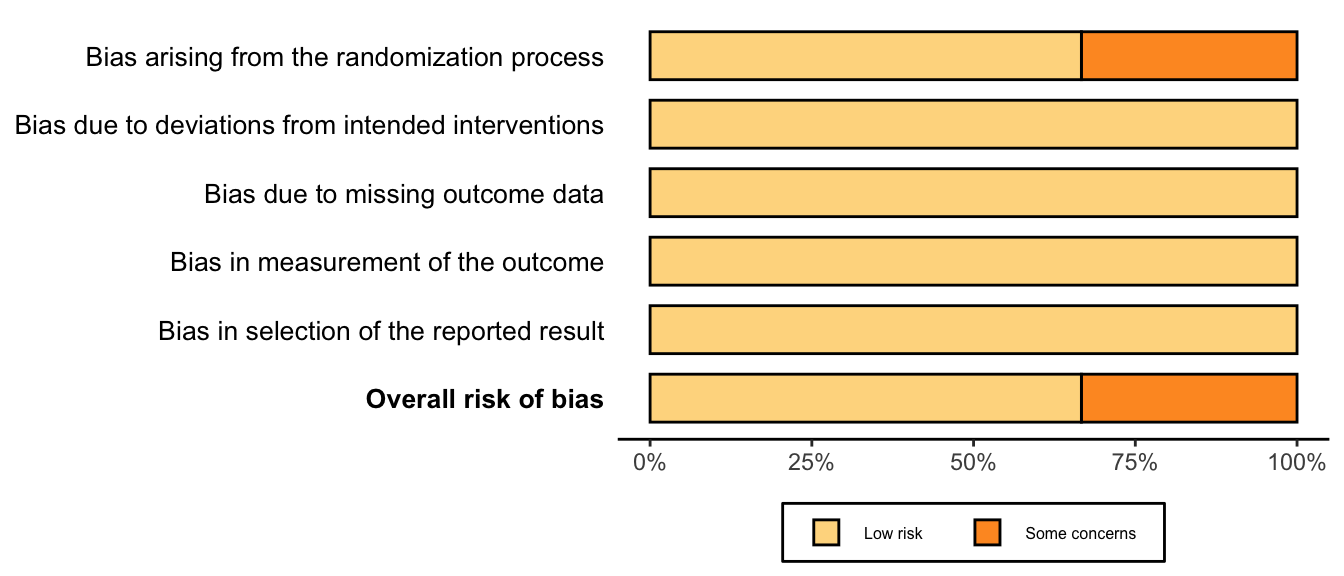 Bias arising from the randomization process
Bias due to deviations from intended interventions
Bias due to missing outcome data
Bias in measurement of the outcome
Bias in selection of the reported result
Overall risk of bias
0% 25% 50% 75% 100%
Low risk Some concerns